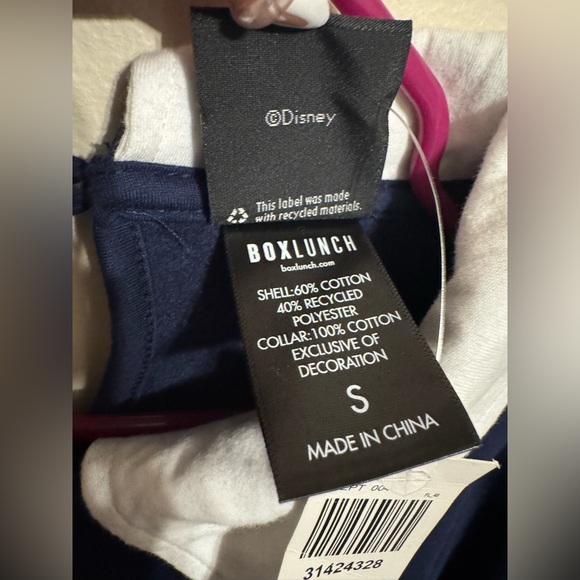 ©Disney
This label was made
with recycled materials.
BOXLUNCH
boxlunch.com
SHELL:60% COTTON
40% RECYCLED
POLYESTER
COLLAR:100% COTTON
EXCLUSIVE OF
DECORATION
S
MADE IN CHINA
31424328